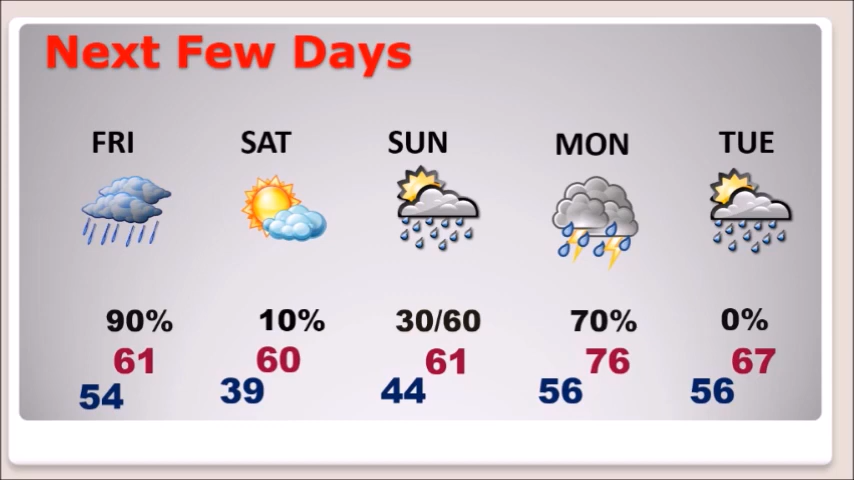 Next Few Days
FRI SAT SUN MON TUE
90% 10% 30/60 70% 0%
61 60 61 76 67
54 39 44 56 56